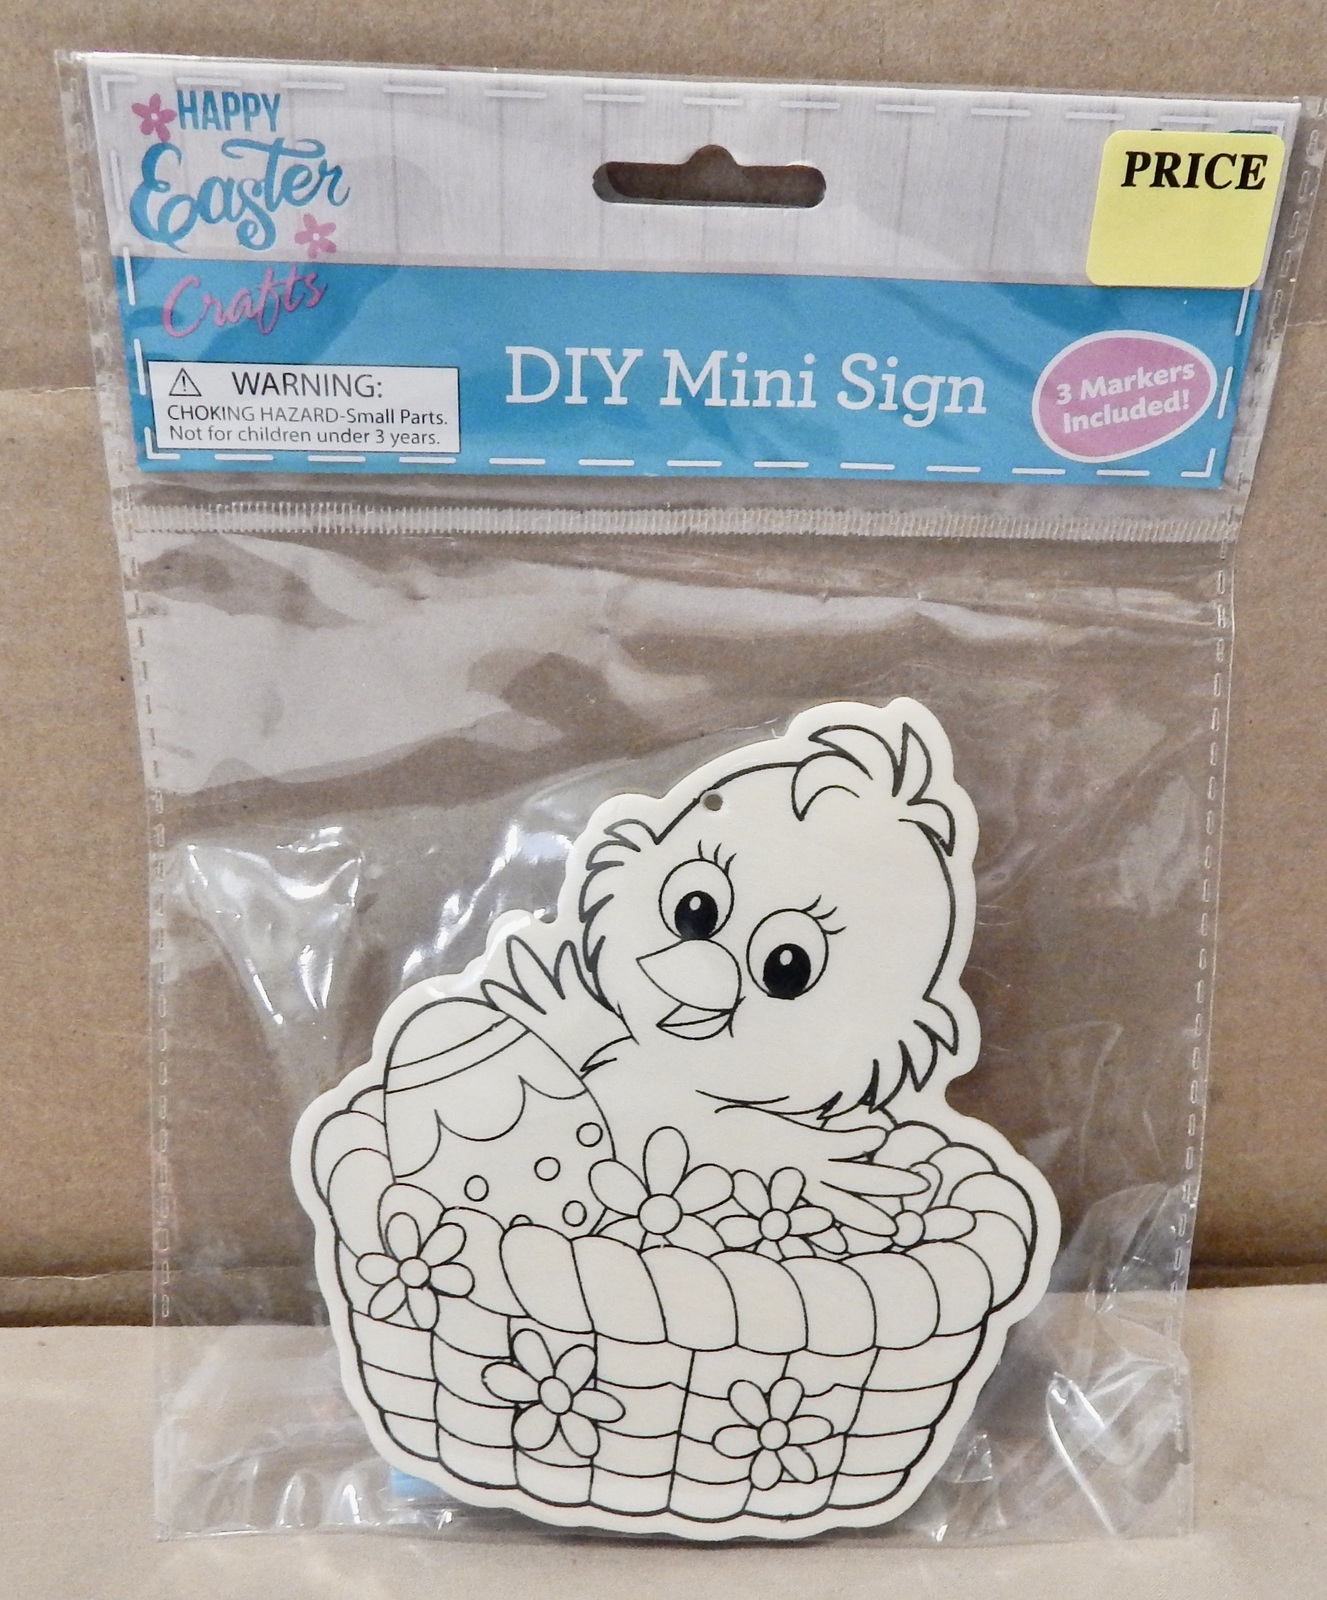 HAPPY
Easter
Crafts
PRICE
WARNING:
CHOKING HAZARD-Small Parts.
Not for children under 3 years.
DIY Mini Sign
3 Markers
Included!